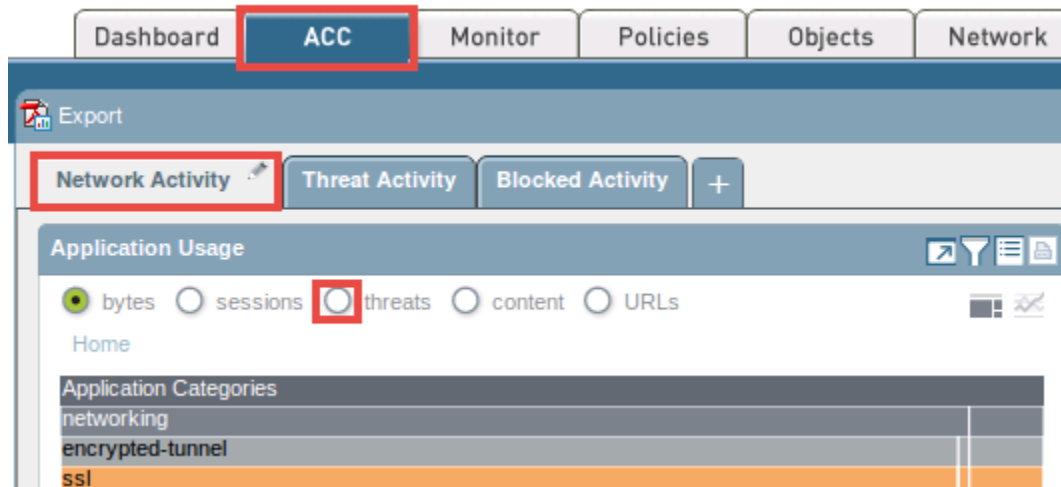 Dashboard ACC Monitor Policies Objects Network
Export
Network Activity Threat Activity Blocked Activity +
Application Usage
bytes sessions threats content URLs
Home
Application Categories
networking
encrypted-tunnel
ssl